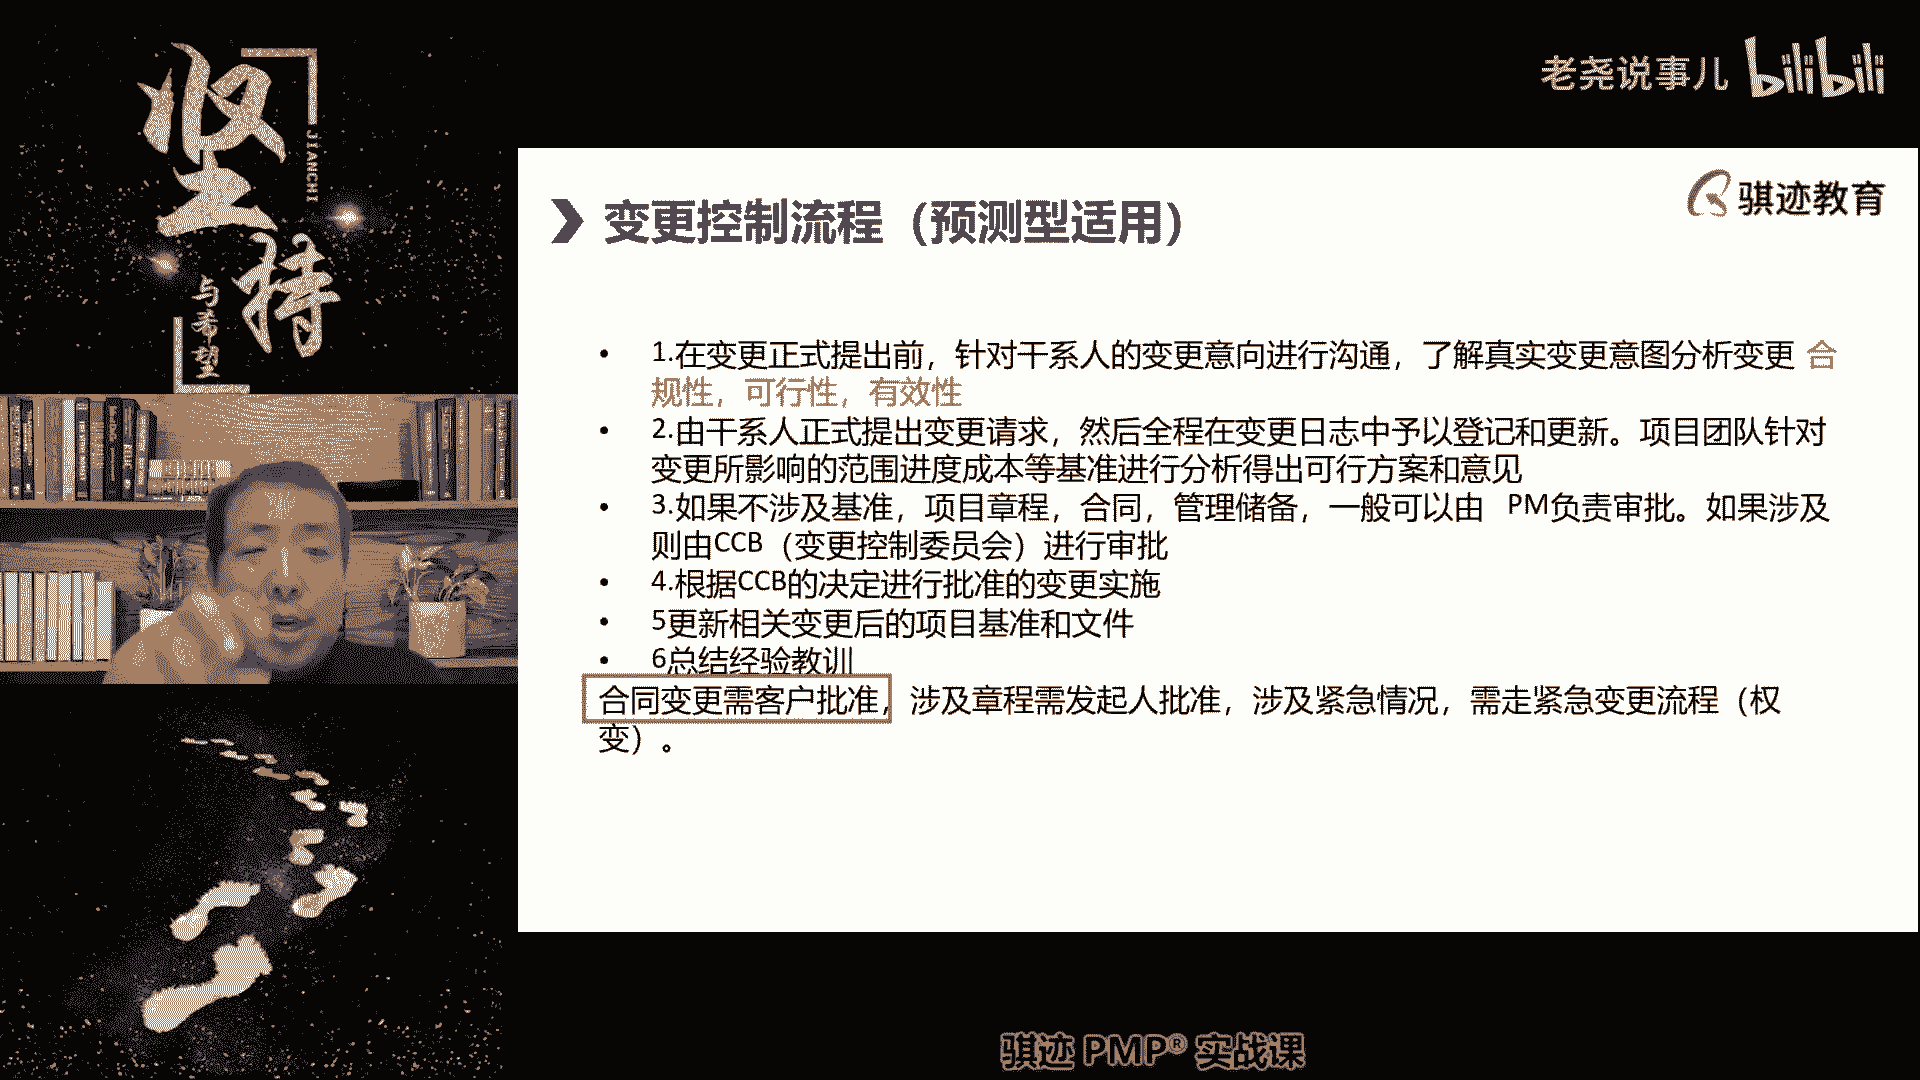 坚持
JIANCHI
与希望
老尧说事儿 bilibili
骐迹教育
变更控制流程（预测型适用）
• 1.在变更正式提出前，针对干系人的变更意向进行沟通，了解真实变更意图分析变更 合
规性，可行性，有效性
• 2.由干系人正式提出变更请求，然后全程在变更日志中予以登记和更新。项目团队针对
变更所影响的范围进度成本等基准进行分析得出可行方案和意见
• 3.如果不涉及基准，项目章程，合同，管理储备，一般可以由 PM负责审批。如果涉及
则由CCB（变更控制委员会）进行审批
• 4.根据CCB的决定进行批准的变更实施
• 5更新相关变更后的项目基准和文件
• 6总结经验教训
合同变更需客户批准，涉及章程需发起人批准，涉及紧急情况，需走紧急变更流程（权
变）。
骐迹 PMP® 实战课